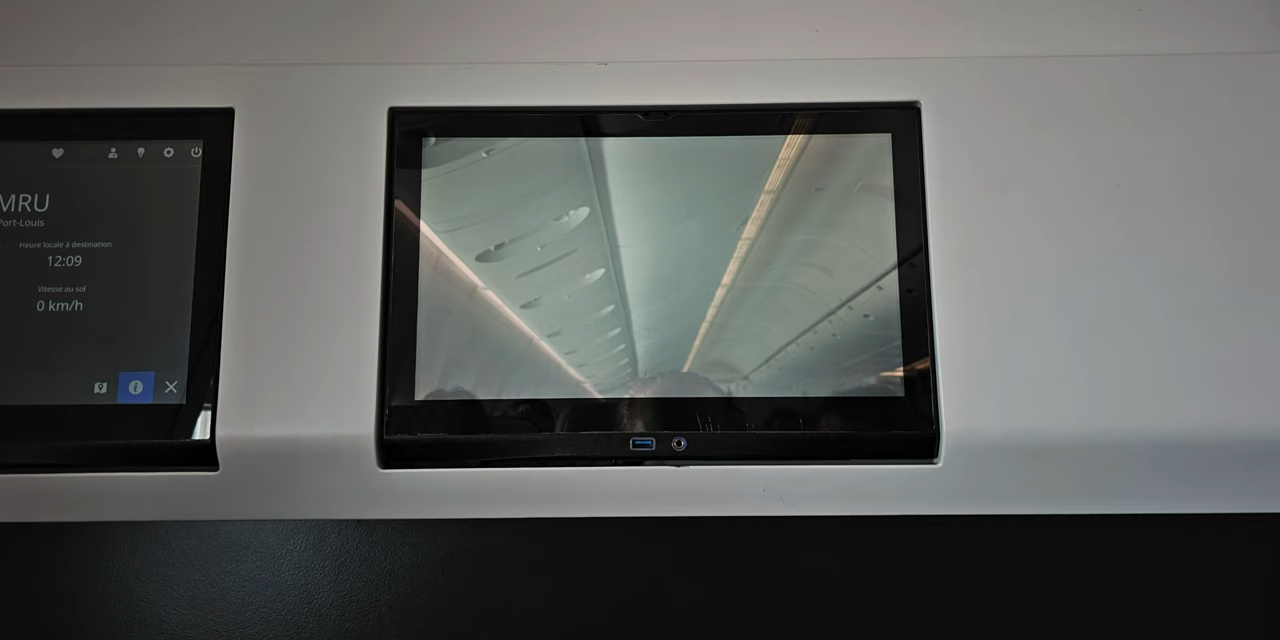 MRU
Port-Louis
Heure locale à destination
12:09
Vitesse au sol
0 km/h